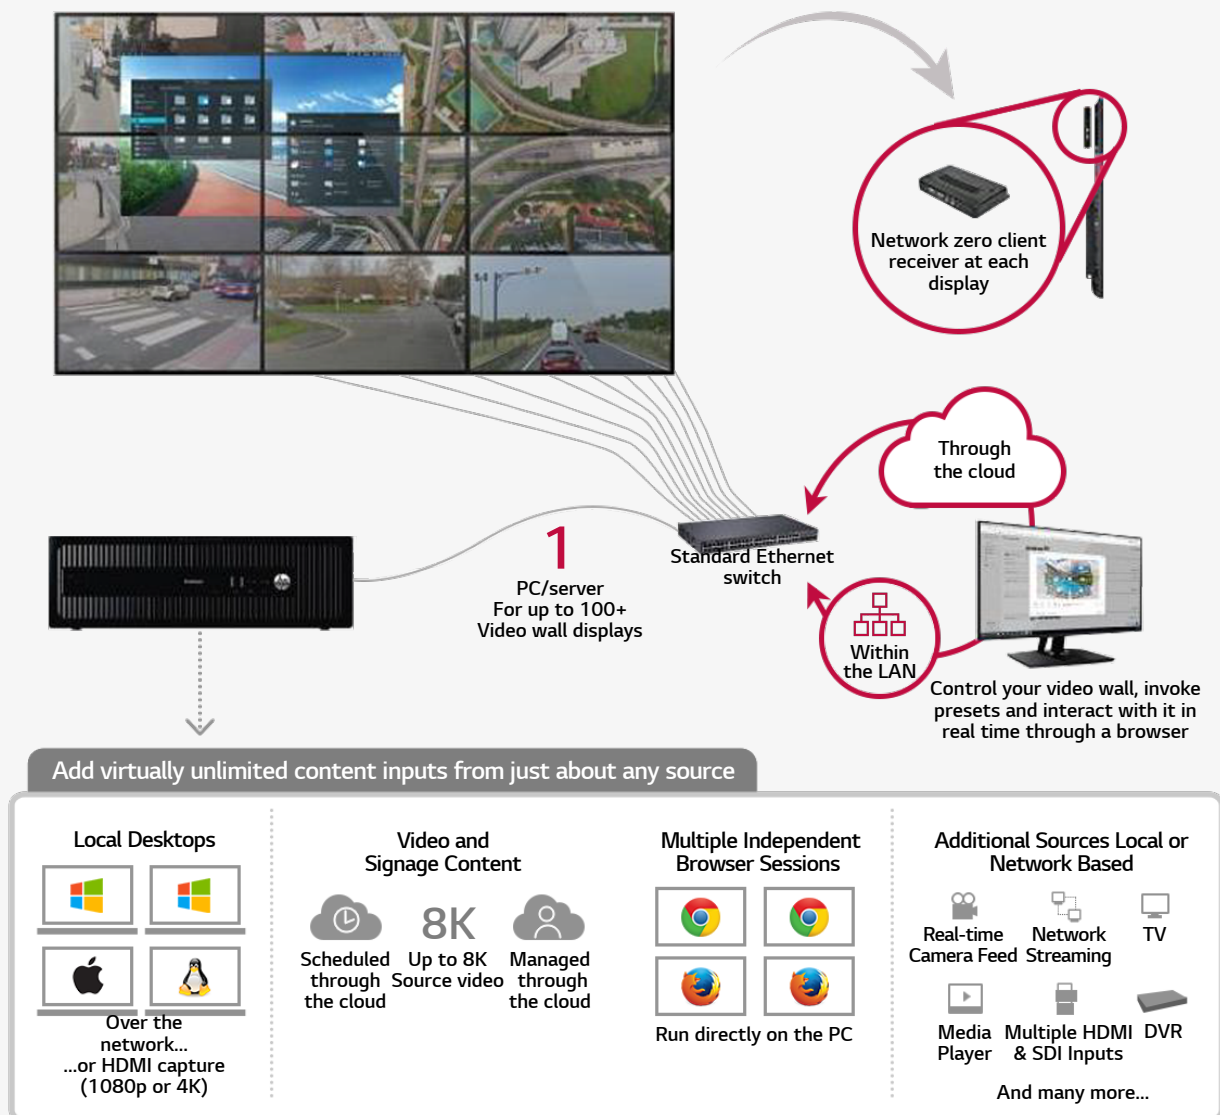 Network zero client
receiver at each
display
Through
the cloud
Standard Ethernet
switch
1
PC/server
For up to 100+
Video wall displays
Within
the LAN
Control your video wall, invoke
presets and interact with it in
real time through a browser
Add virtually unlimited content inputs from just about any source
Local Desktops
Over the
network...
...or HDMI capture
(1080p or 4K)
Video and
Signage Content
Scheduled
through
the cloud
8K
Up to 8K
Source video
Managed
through
the cloud
Multiple Independent
Browser Sessions
Run directly on the PC
Additional Sources Local or
Network Based
Real-time
Camera Feed
Network
Streaming
TV
Media
Player
Multiple HDMI
& SDI Inputs
DVR
And many more...